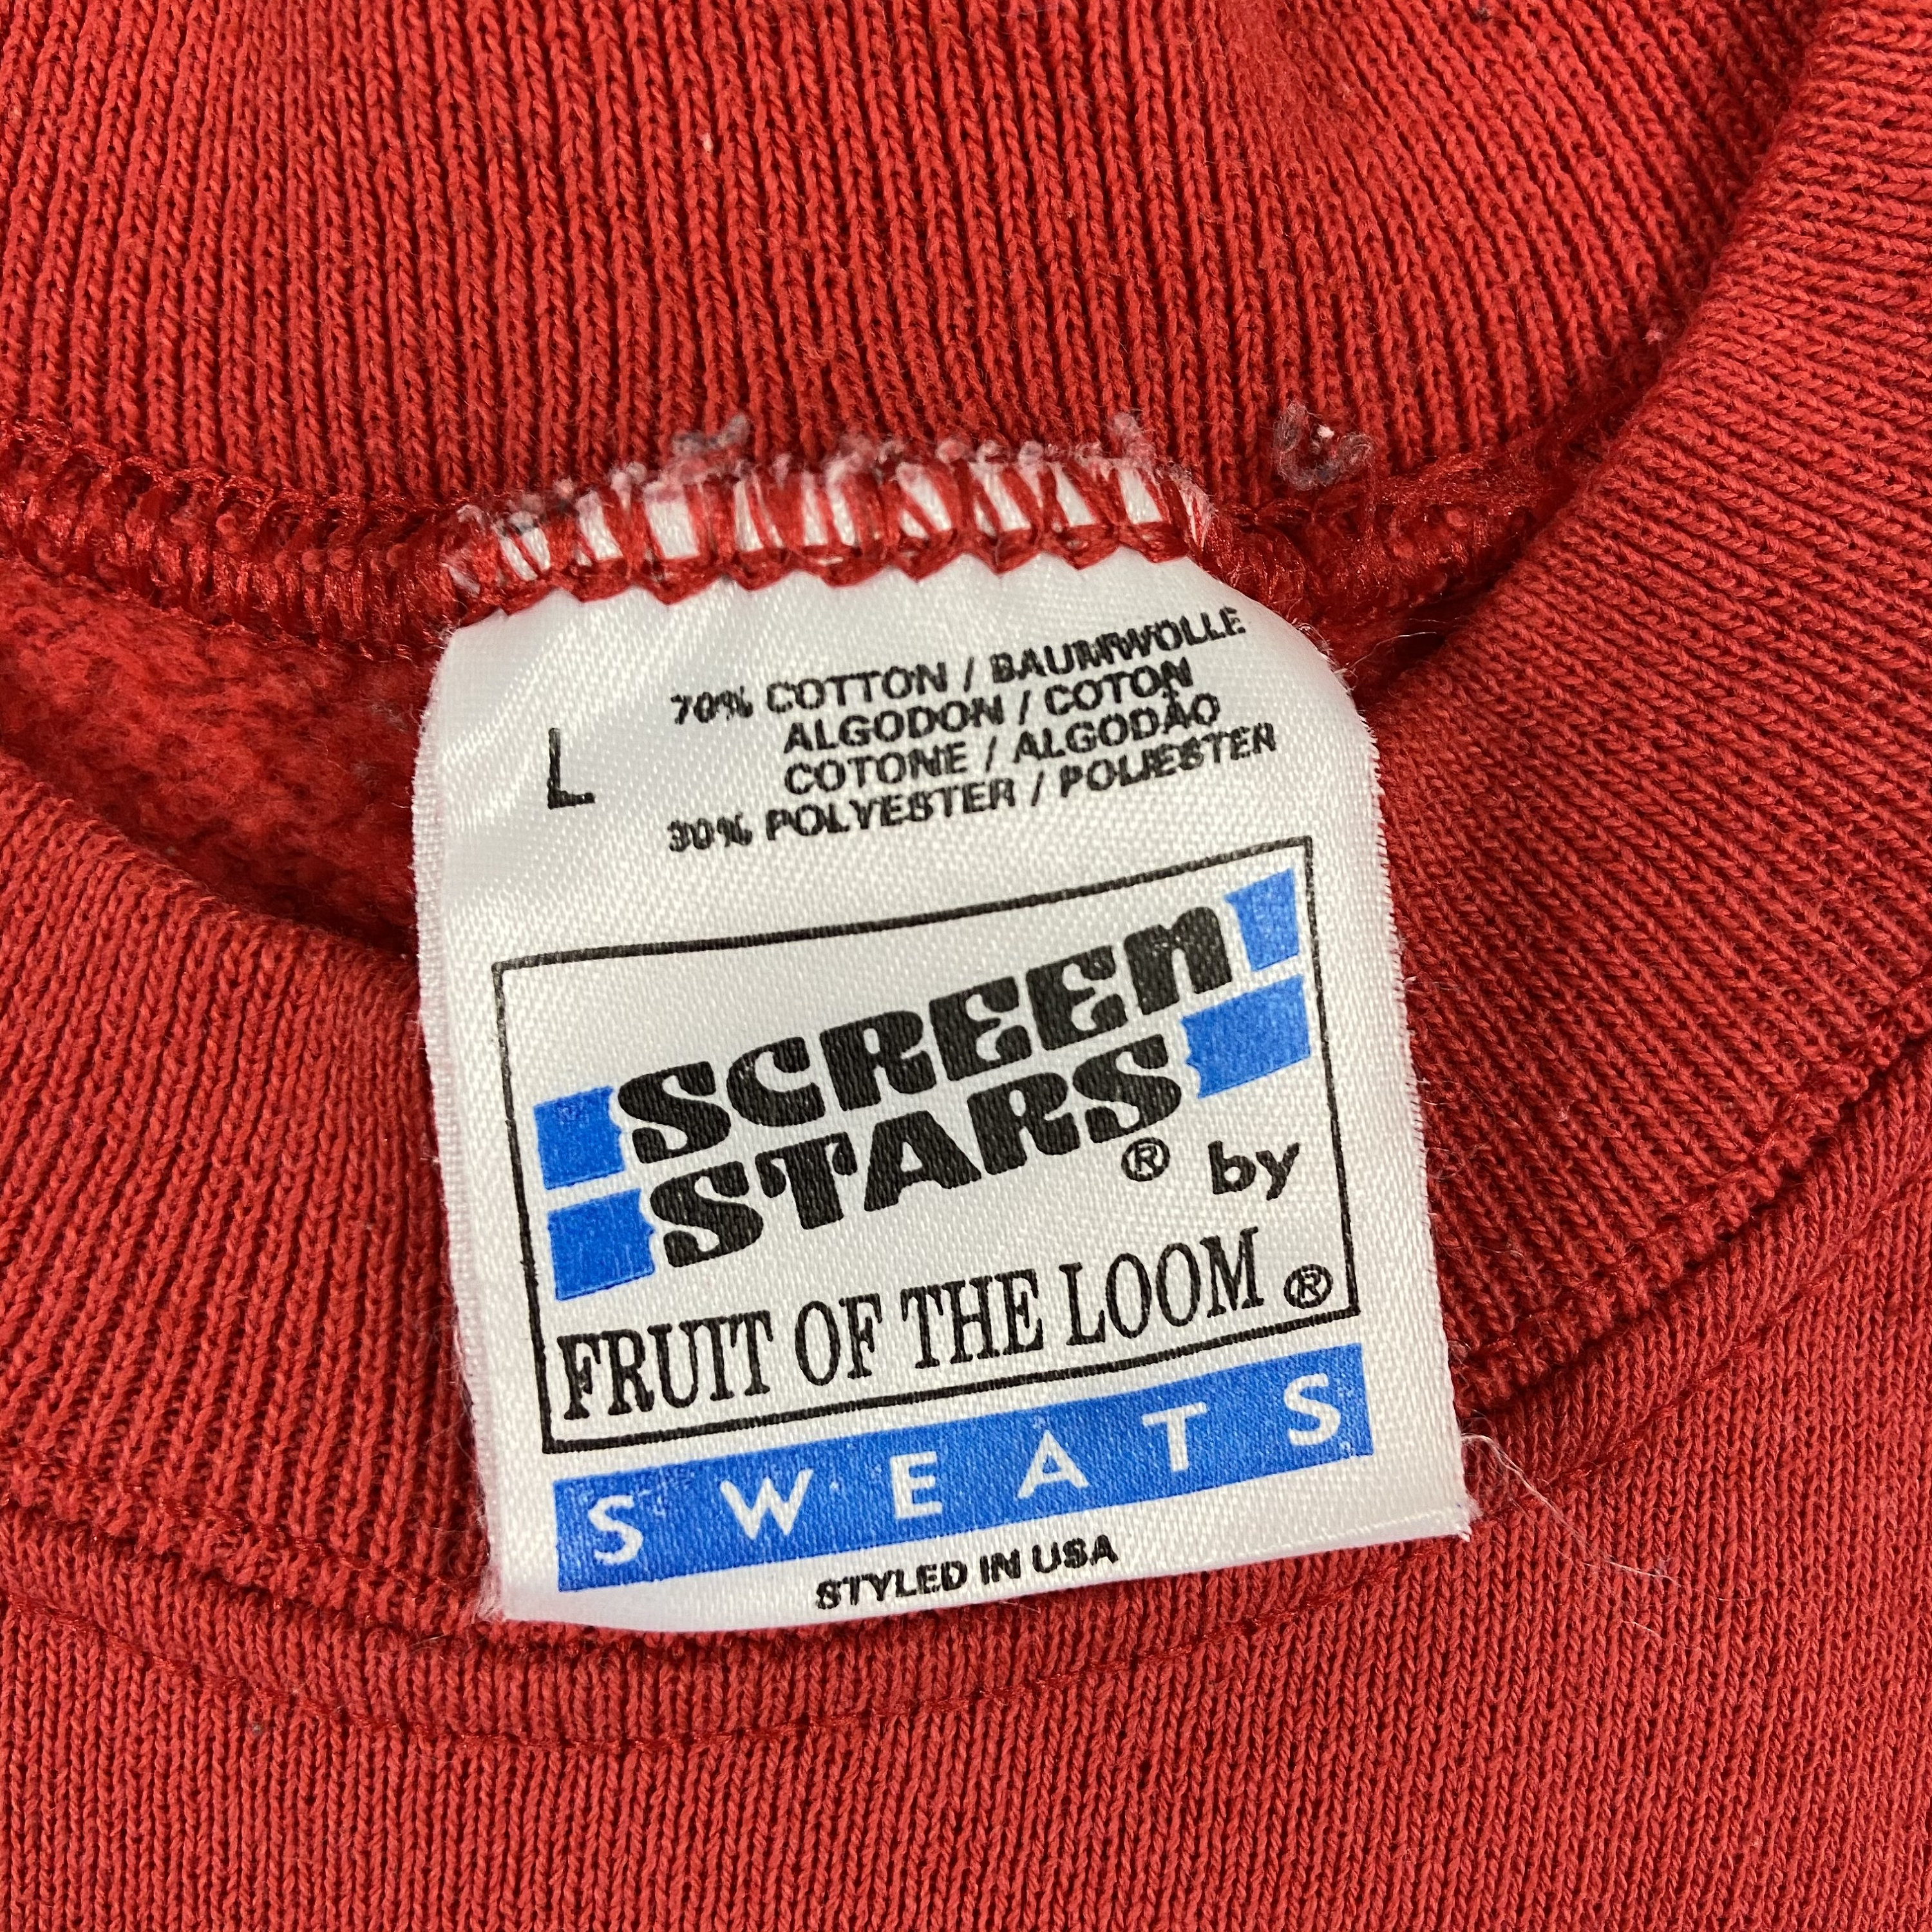 L
70% COTTON / BAUMWOLLE
ALGODON / COTON
COTONE / ALGODÃO
30% POLYESTER / POLIESTER
SCREEN
STARS® by
FRUIT OF THE LOOM®
SWEATS
STYLED IN USA